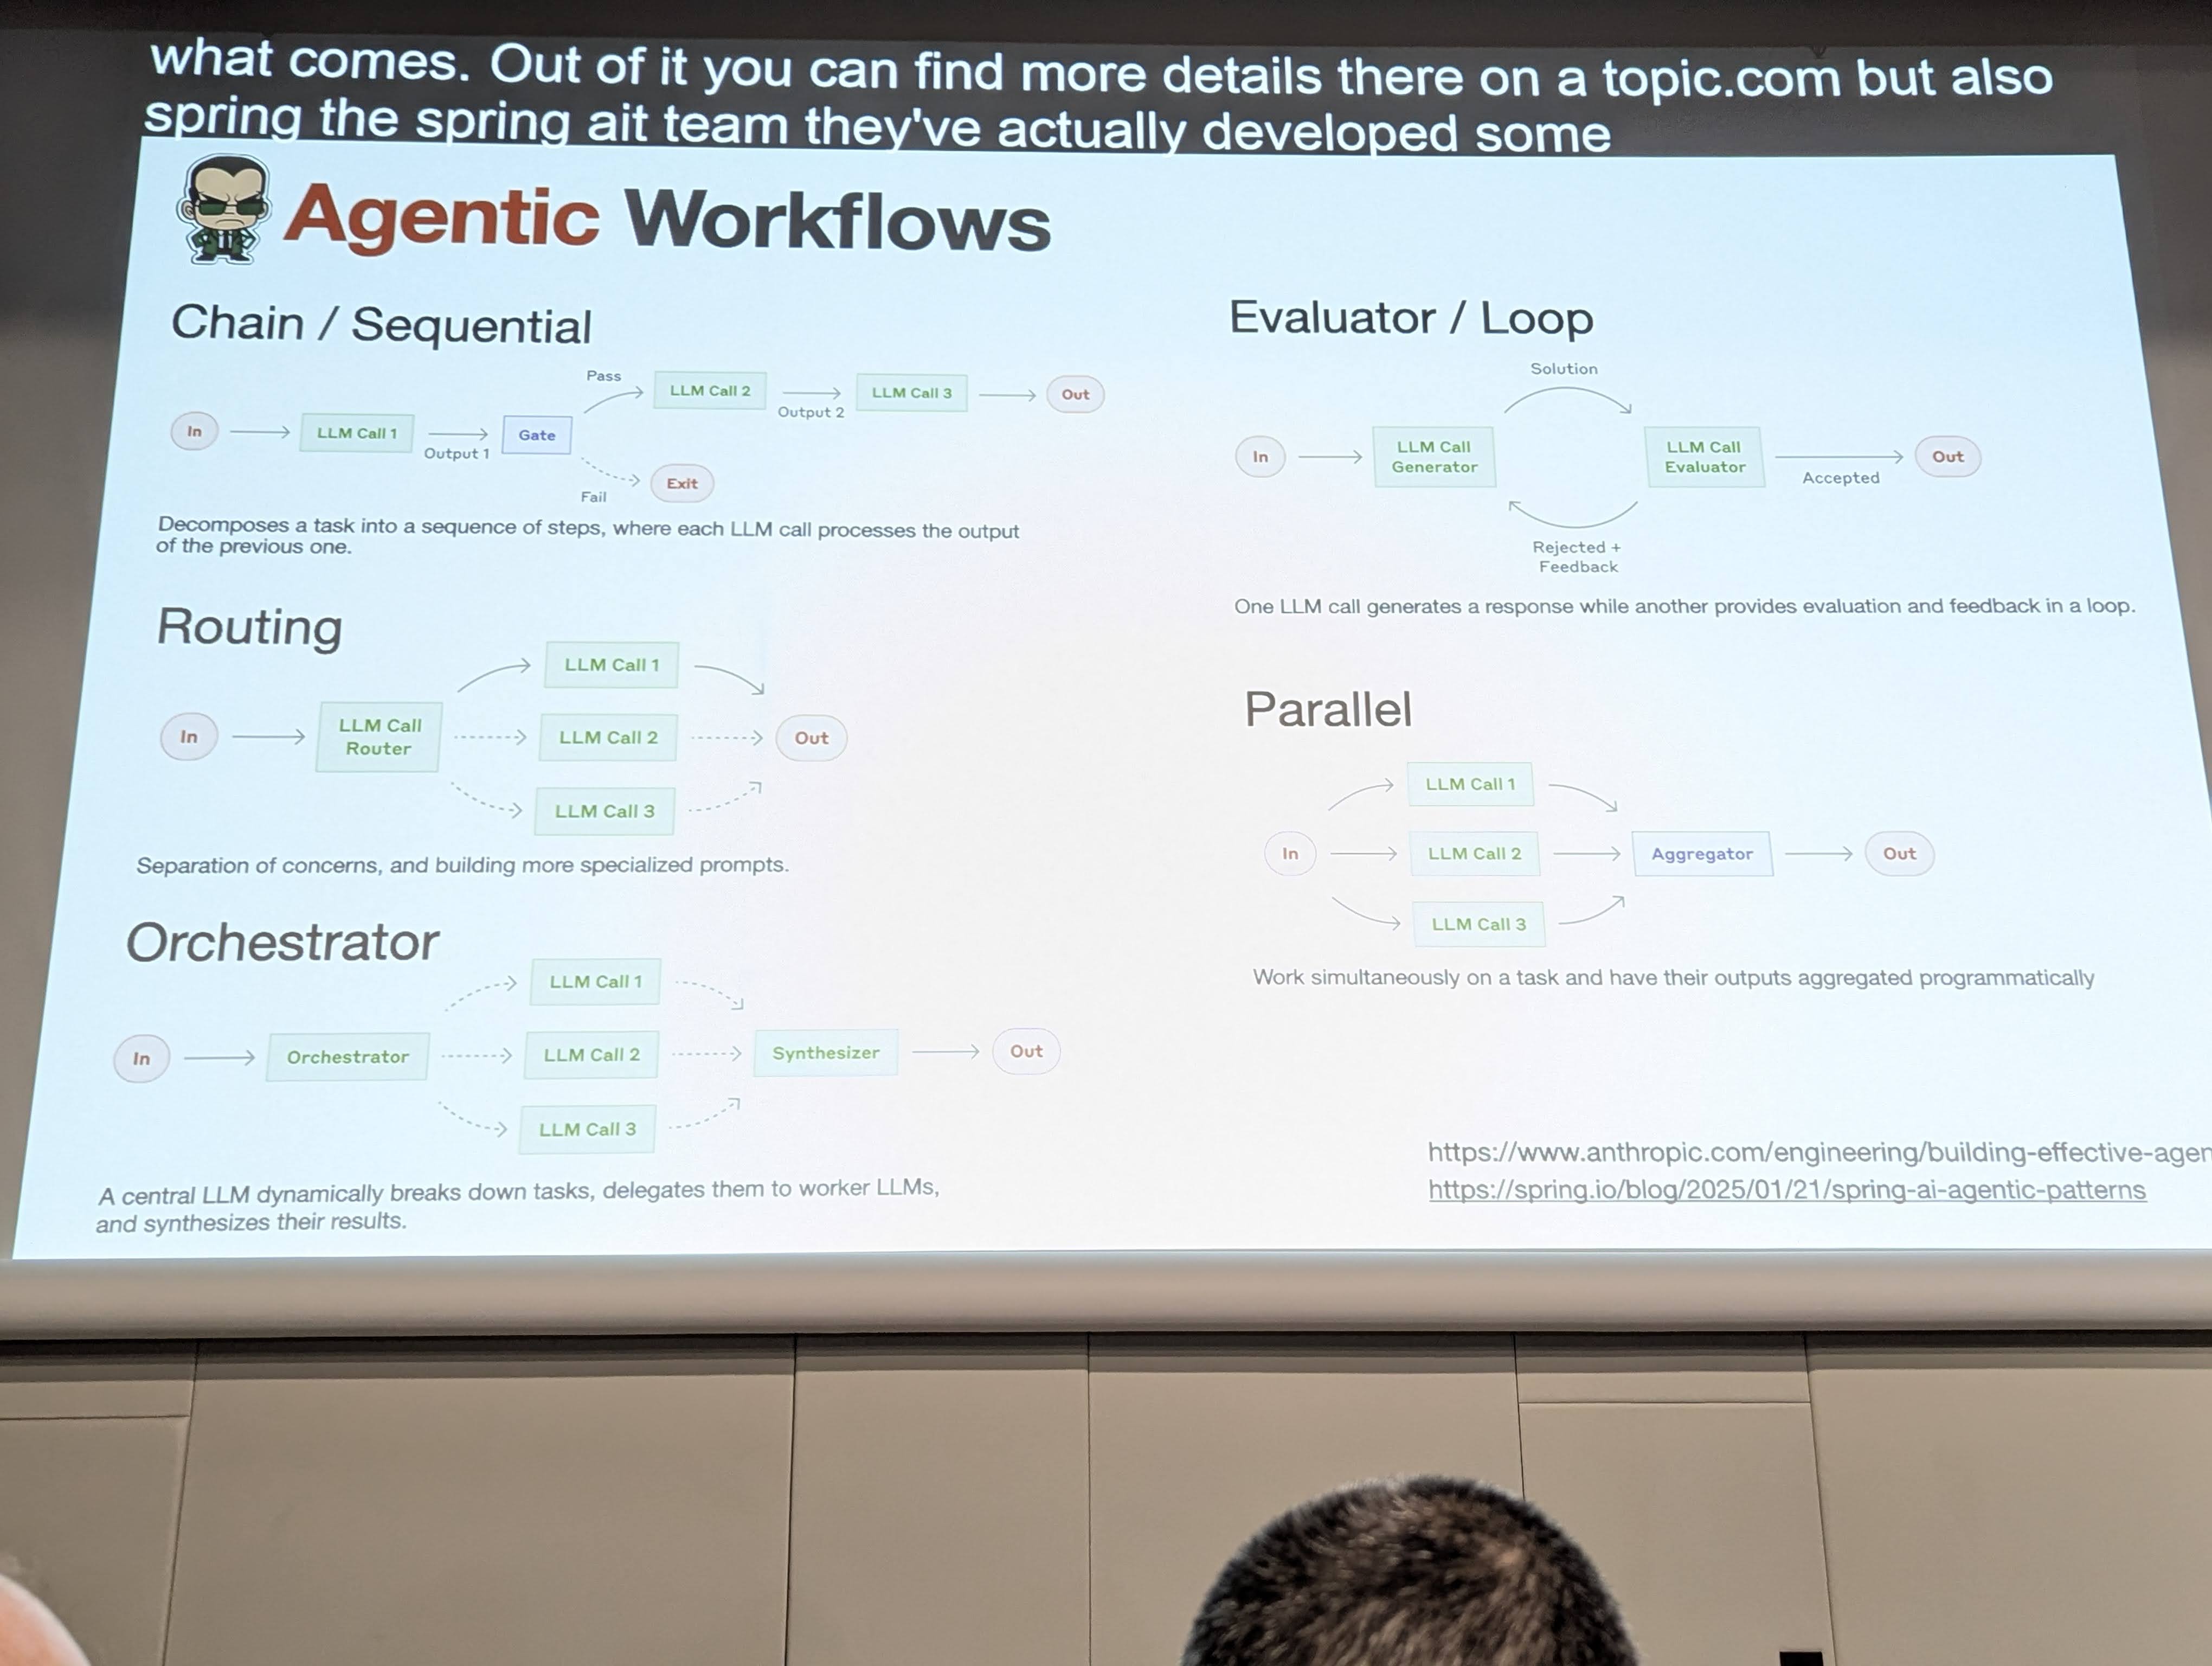 what comes. Out of it you can find more details there on a topic.com but also
spring the spring ait team they've actually developed some
Agentic Workflows
Chain / Sequential
In
LLM Call 1
Output 1
Gate
Pass
LLM Call 2
Output 2
LLM Call 3
Out
Fail
Exit
Decomposes a task into a sequence of steps, where each LLM call processes the output
of the previous one.
Routing
In
LLM Call
Router
LLM Call 1
LLM Call 2
LLM Call 3
Out
Separation of concerns, and building more specialized prompts.
Orchestrator
In
Orchestrator
LLM Call 1
LLM Call 2
LLM Call 3
Synthesizer
Out
A central LLM dynamically breaks down tasks, delegates them to worker LLMs,
and synthesizes their results.
Evaluator / Loop
In
LLM Call
Generator
Solution
LLM Call
Evaluator
Rejected +
Feedback
Accepted
Out
One LLM call generates a response while another provides evaluation and feedback in a loop.
Parallel
In
LLM Call 1
LLM Call 2
LLM Call 3
Aggregator
Out
Work simultaneously on a task and have their outputs aggregated programmatically
https://www.anthropic.com/engineering/building-effective-agen
https://spring.io/blog/2025/01/21/spring-ai-agentic-patterns